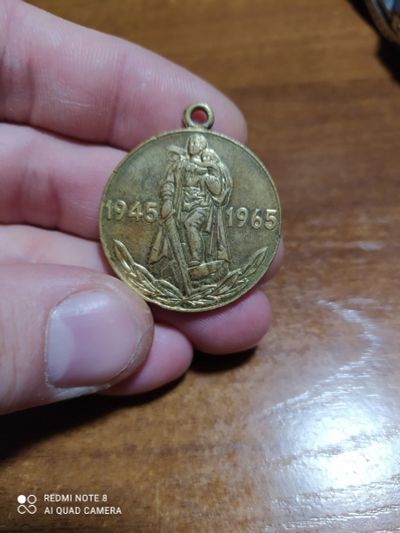 1945 1965
REDMI NOTE 8
AI QUAD CAMERA